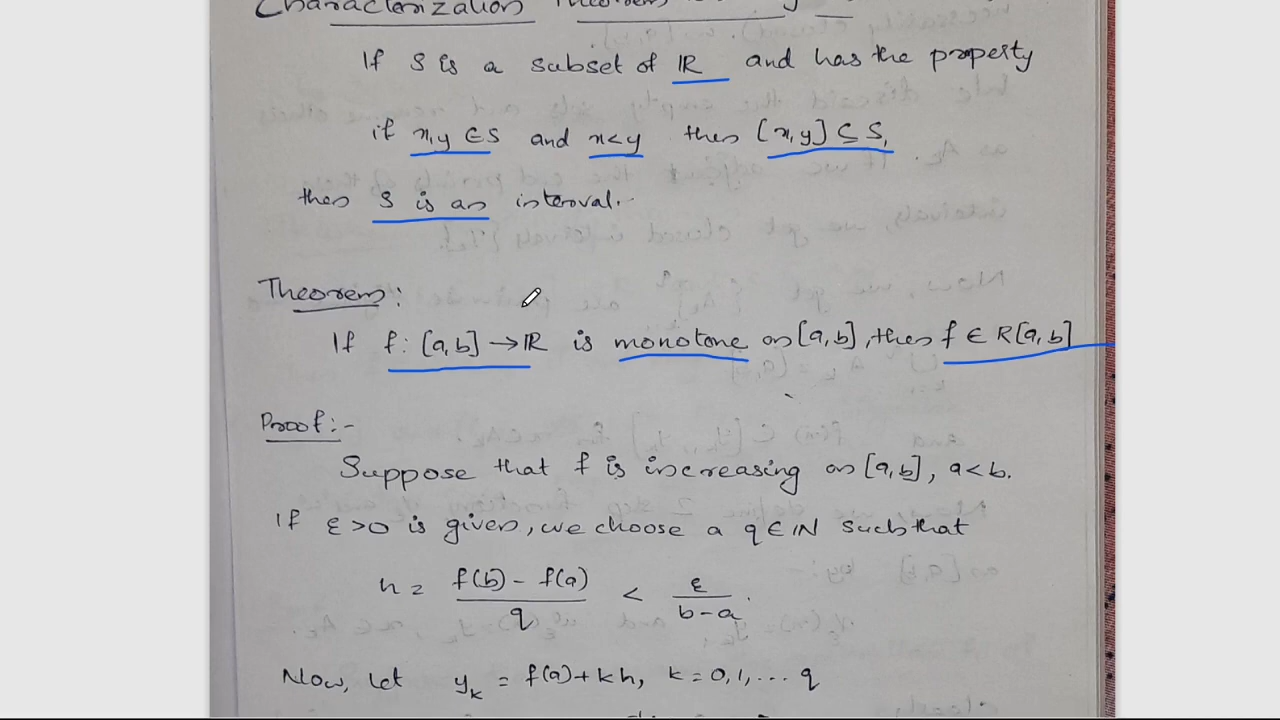 Characterization Theorem
If S is a subset of IR and has the property
if x,y ∈ S and x<y then [x,y] ⊆ S,
then S is an interval.
Theorem:
If f: [a,b] → IR is monotone on [a,b], then f ∈ R[a,b]
Proof:-
Suppose that f is increasing on [a,b], a<b.
If ε>0 is given, we choose a q∈IN such that
h = (f(b) - f(a))/q < ε/(b-a).
Now, let y_k = f(a)+kh, k=0,1,... q